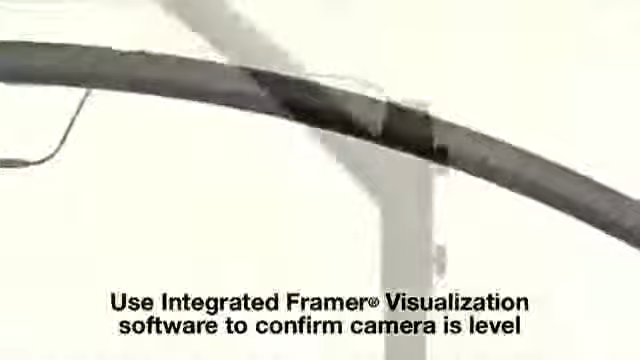 Use Integrated Framer® Visualization
software to confirm camera is level